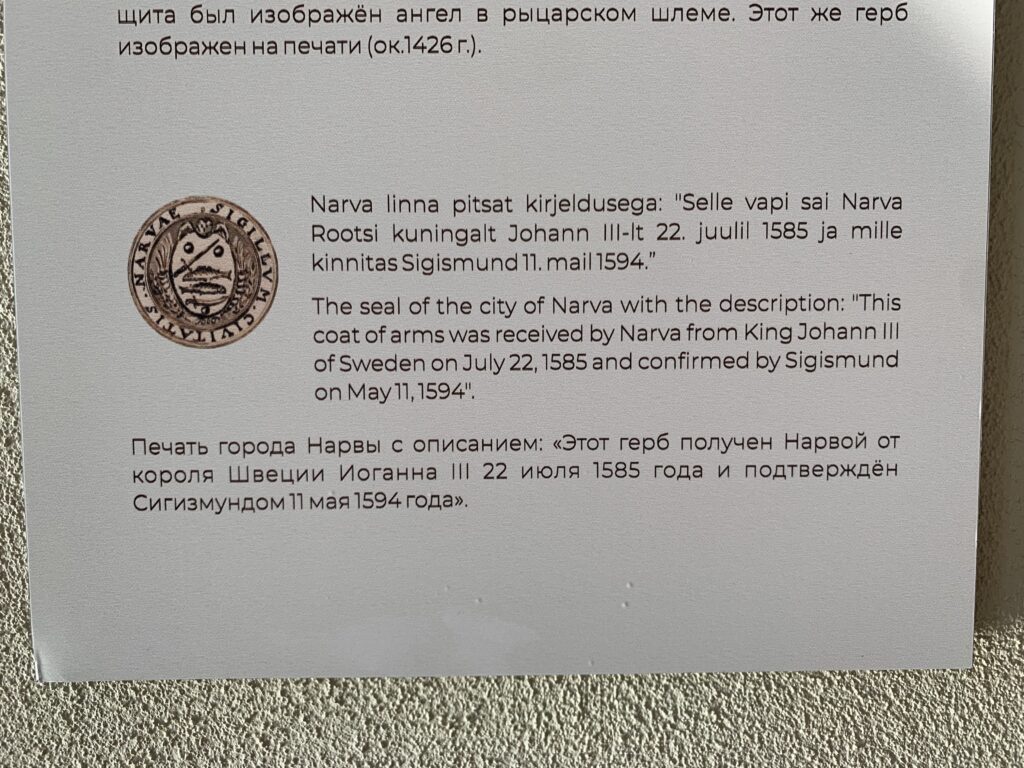 щита был изображён ангел в рыцарском шлеме. Этот же герб
изображен на печати (ок.1426 г.).
NARVAE SIGILLVM CIVITATIS
Narva linna pitsat kirjeldusega: "Selle vapi sai Narva
Rootsi kuningalt Johann III-lt 22. juulil 1585 ja mille
kinnitas Sigismund 11. mail 1594.”
The seal of the city of Narva with the description: "This
coat of arms was received by Narva from King Johann III
of Sweden on July 22, 1585 and confirmed by Sigismund
on May 11, 1594".
Печать города Нарвы с описанием: «Этот герб получен Нарвой от
короля Швеции Иоганна III 22 июля 1585 года и подтверждён
Сигизмундом 11 мая 1594 года».